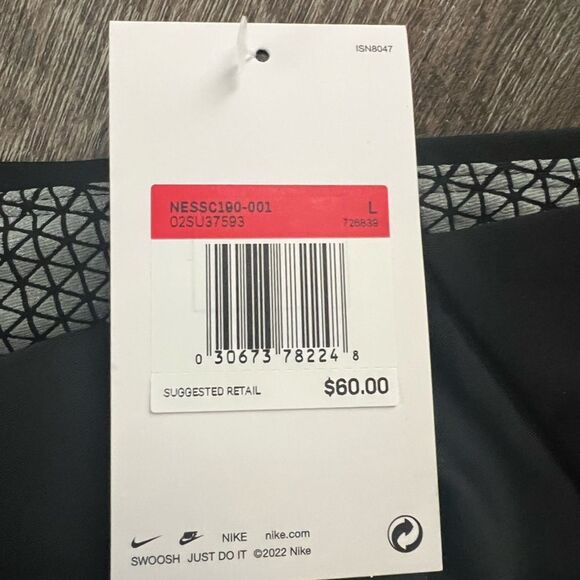 ISN8047
NESSC190-001 L
02SU37593 726839
0 30673 78224 8
SUGGESTED RETAIL $60.00
NIKE nike.com
SWOOSH JUST DO IT ©2022 Nike